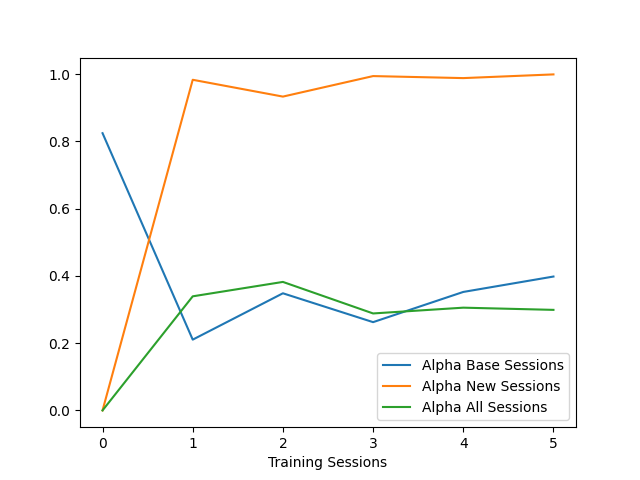 1.0
0.8
0.6
0.4
0.2
0.0
Alpha Base Sessions
Alpha New Sessions
Alpha All Sessions
0 1 2 3 4 5
Training Sessions